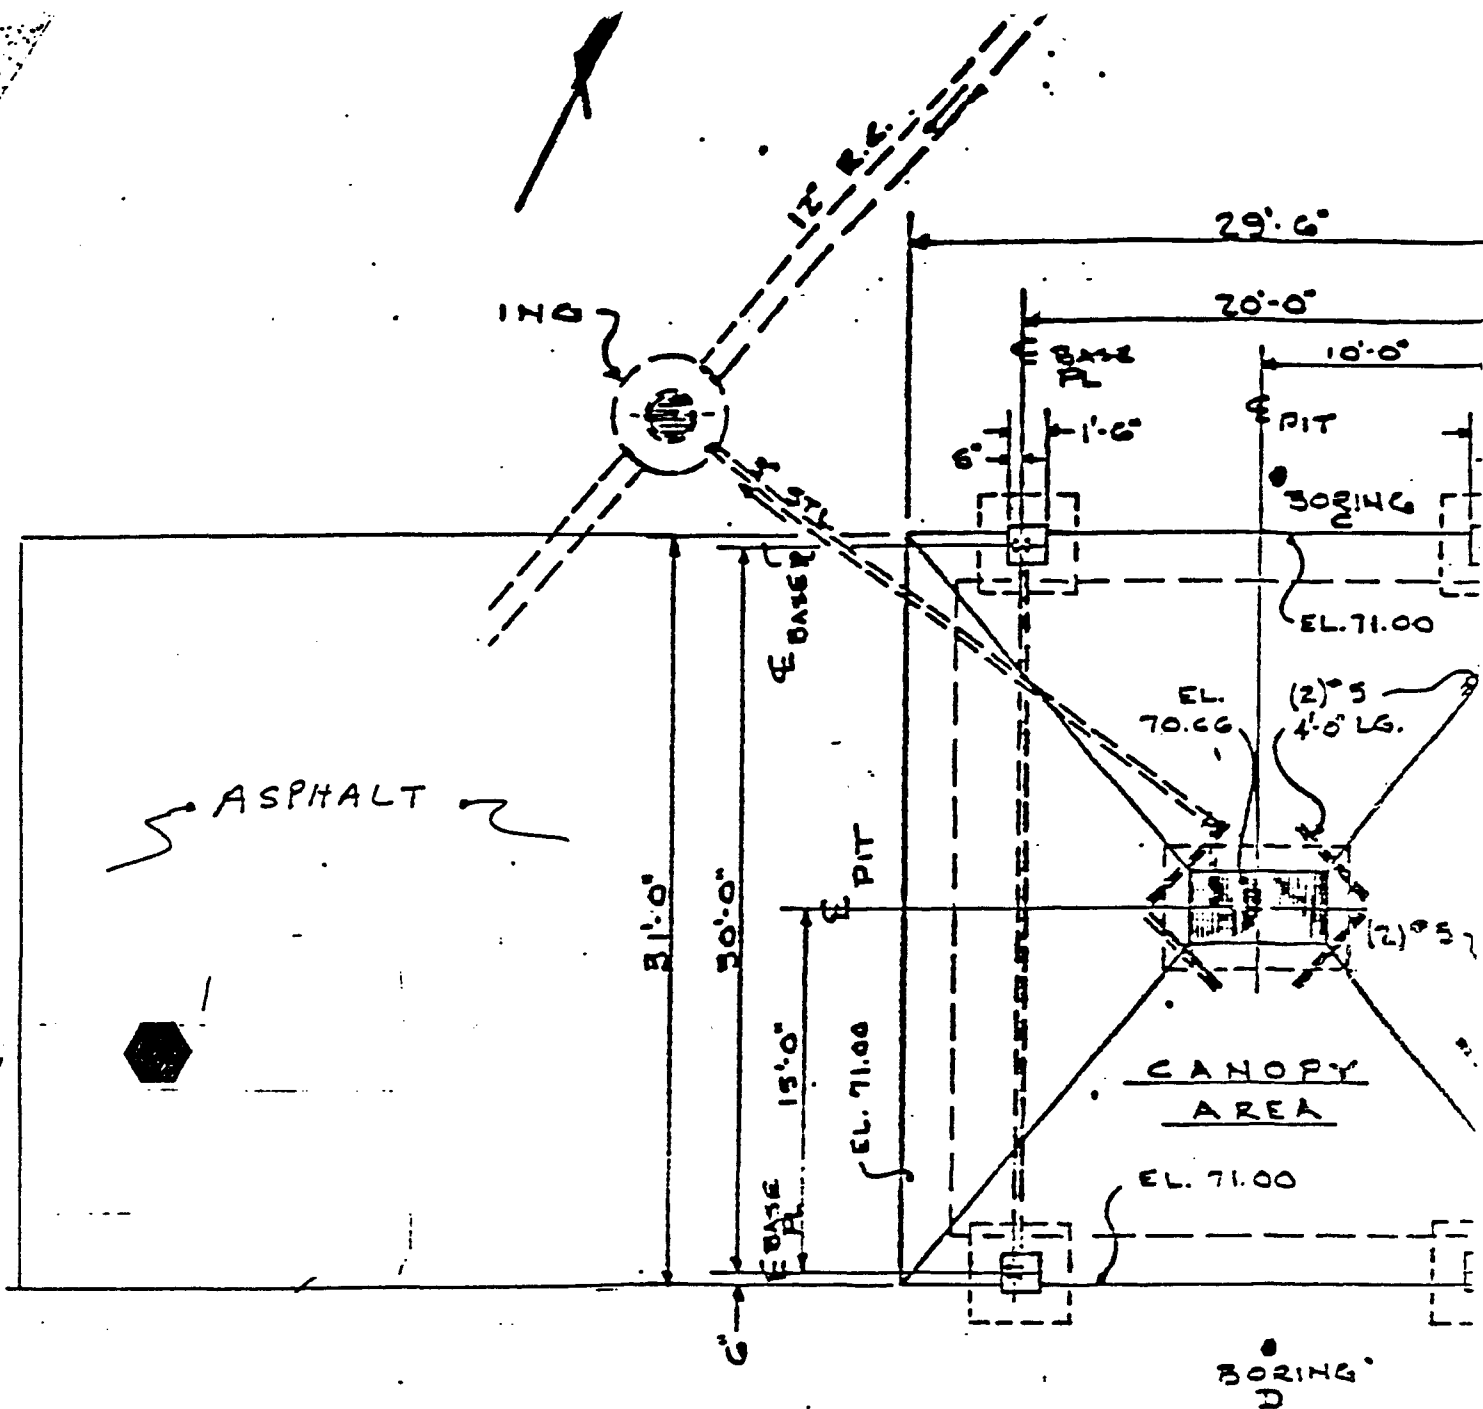 12"
29'-6"
20'-0"
BASE
PL
10'-0"
PIT
1'-6"
6"
BORING
C
4"
STL
BASE
EL. 71.00
EL.
70.66
(2) #5
4'-0" LG.
ASPHALT
PIT
31'-0"
30'-0"
15'-0"
(2) #5
EL. 71.00
CANOPY
AREA
BASE
PL
EL. 71.00
6"
BORING
D